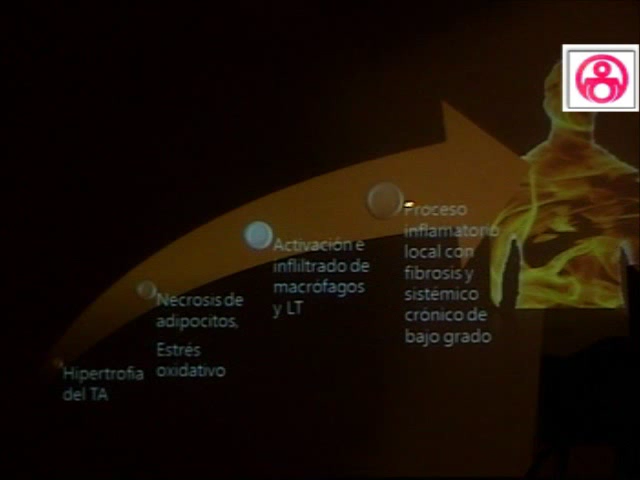 Hipertrofia
del TA
Necrosis de
adipocitos,
Estrés
oxidativo
Activación e
infliltrado de
macrófagos
y LT
Proceso
inflamatorio
local con
fibrosis y
sistémico
crónico de
bajo grado